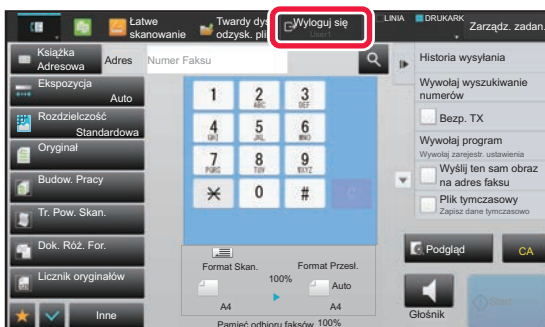 Łatwe
skanowanie
Twardy dys
odzysk. pli
Wyloguj się
User1
LINIA
DRUKARK
Zarządz. zadan.
Książka
Adresowa
Adres
Numer Faksu
Ekspozycja
Auto
Rozdzielczość
Standardowa
Oryginał
Budow. Pracy
Tr. Pow. Skan.
Dok. Róż. For.
Licznik oryginałów
Inne
1
2
ABC
3
DEF
4
GHI
5
JKL
6
MNO
7
PQRS
8
TUV
9
WXYZ
0
#
C
Format Skan.
100%
Format Przesł.
Auto
A4
A4
Pamięć odbioru faksów 100%
Historia wysyłania
Wywołaj wyszukiwanie
numerów
Bezp. TX
Wywołaj program
Wywołaj zarejestr. ustawienia
Wyślij ten sam obraz
na adres faksu
Plik tymczasowy
Zapisz dane tymczasowo
Podgląd
CA
Głośnik
Start